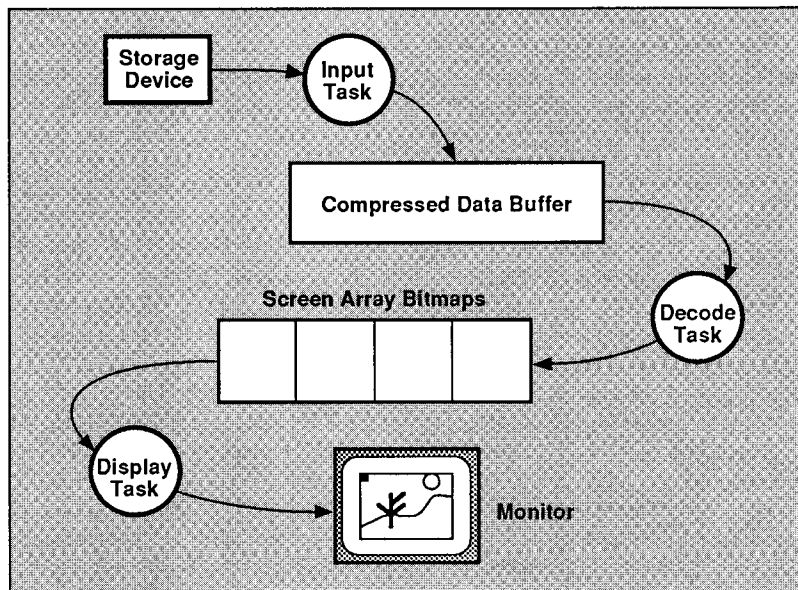 Storage
Device
Input
Task
Compressed Data Buffer
Screen Array Bitmaps
Decode
Task
Display
Task
Monitor